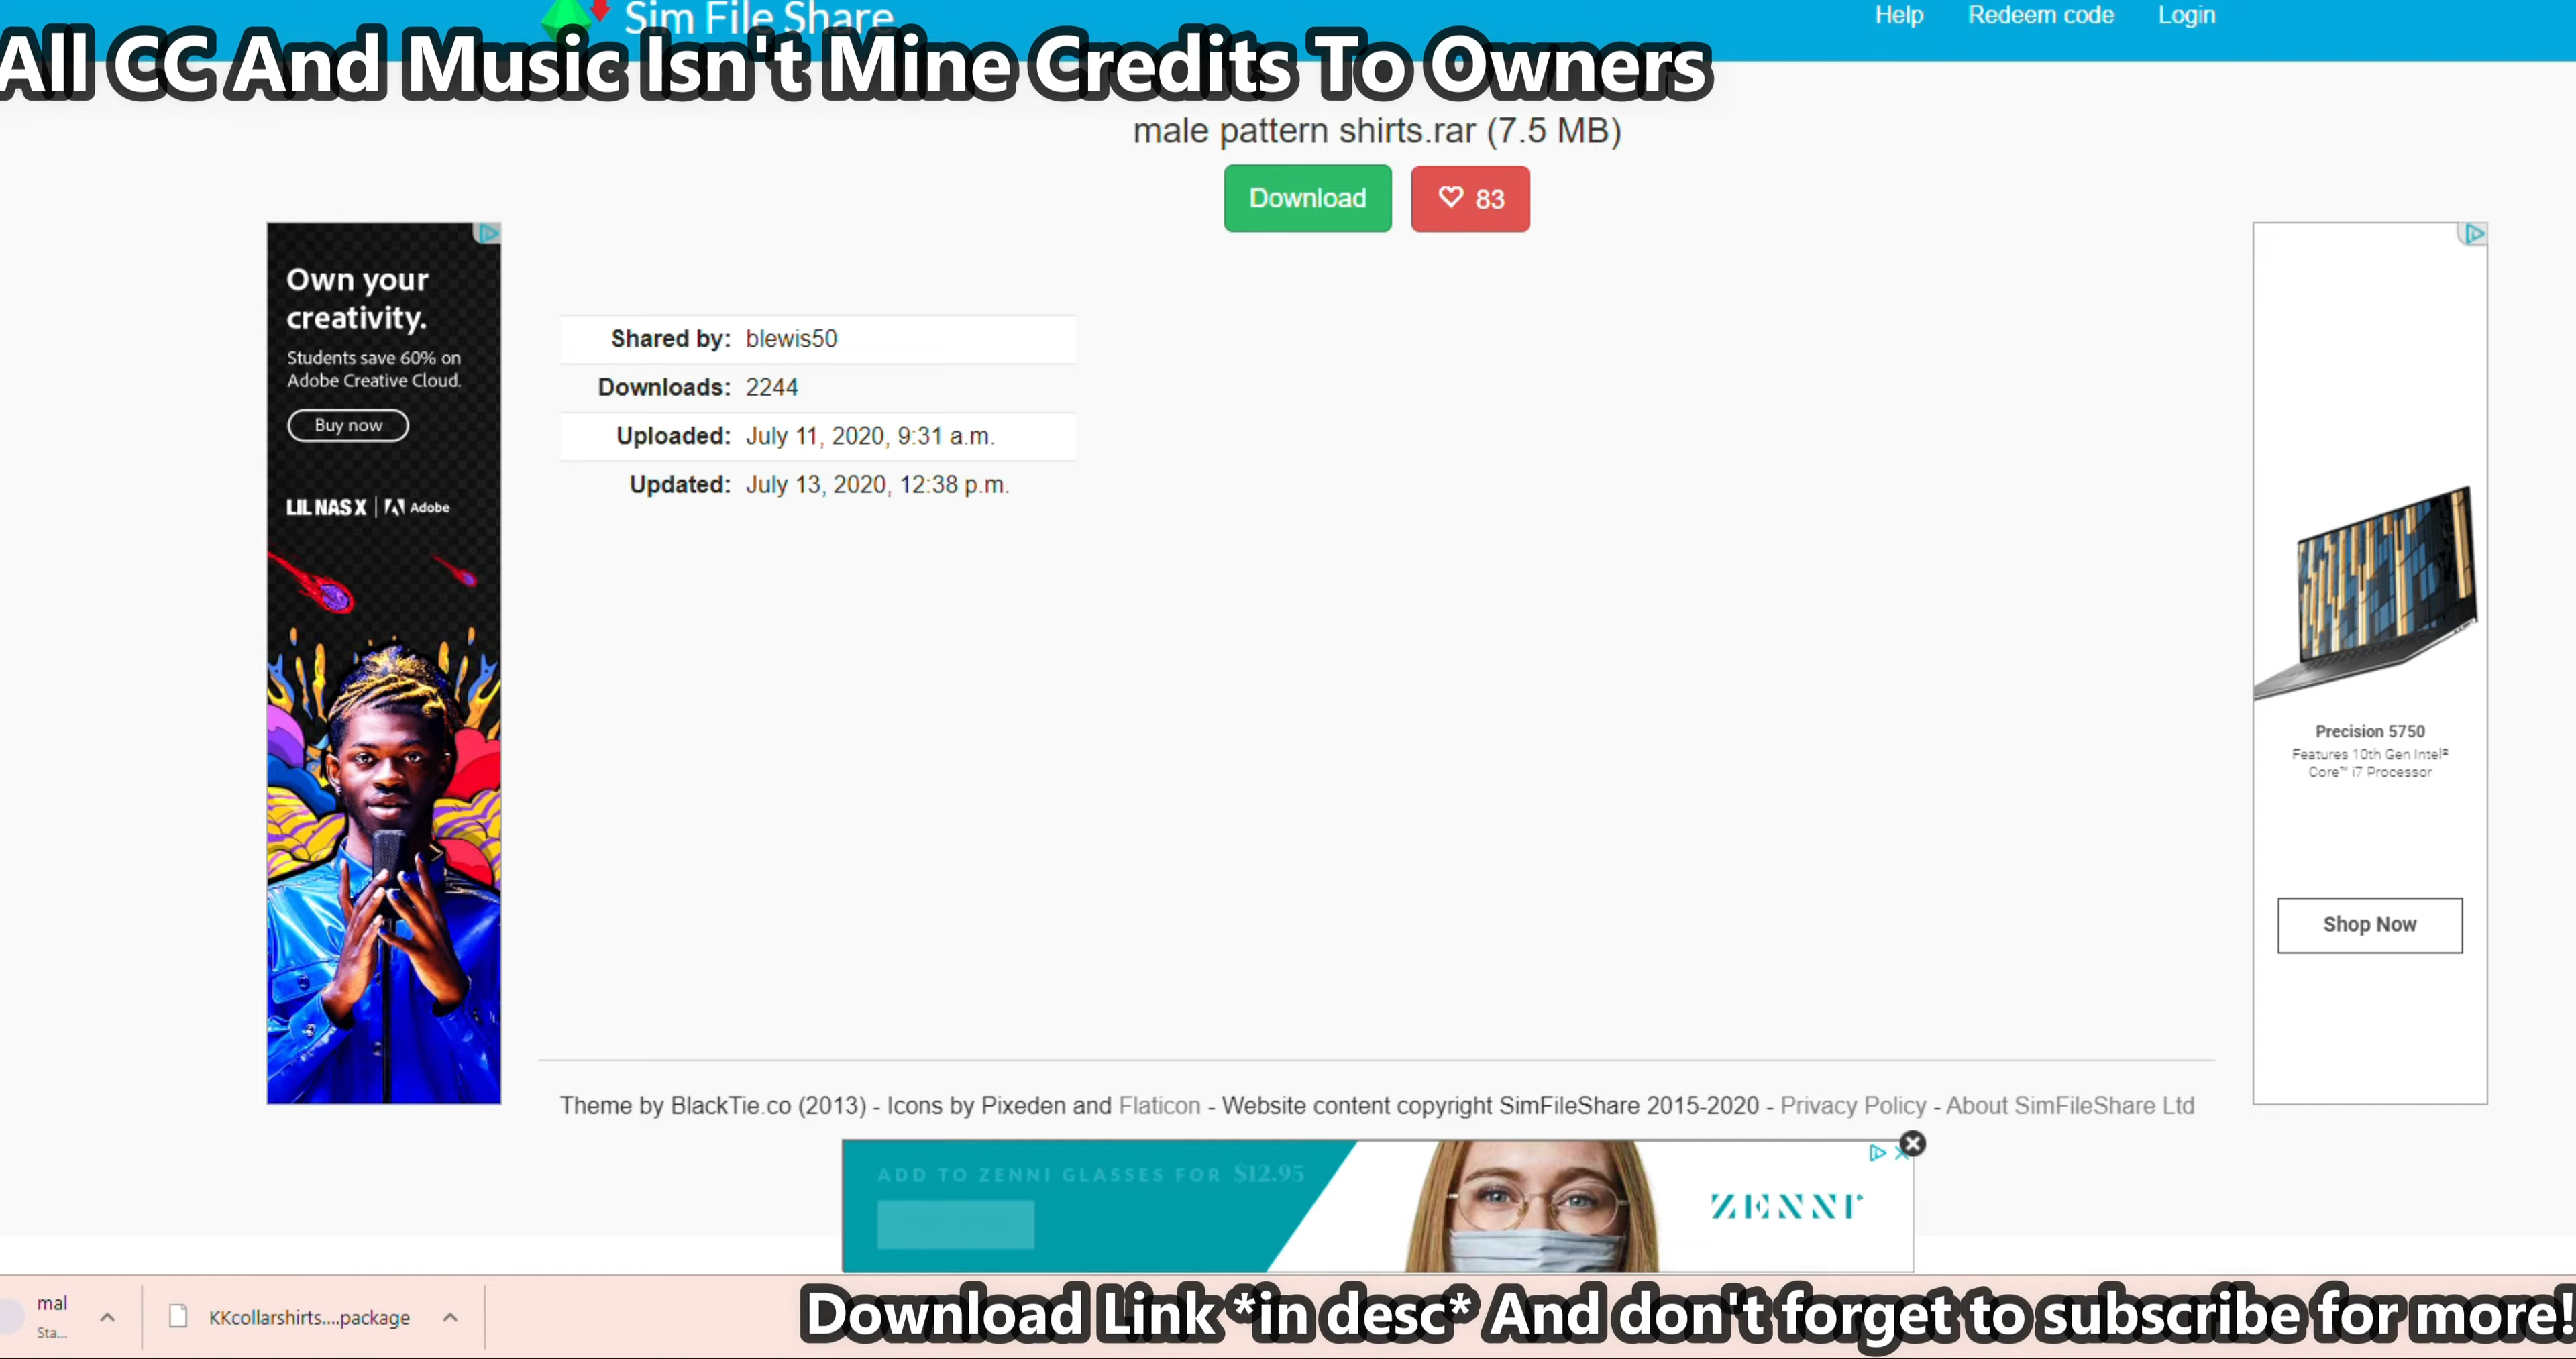 Sim File Share
Help Redeem code Login
All CC And Music Isn't Mine Credits To Owners
male pattern shirts.rar (7.5 MB)
Download
83
Own your
creativity.
Students save 60% on
Adobe Creative Cloud.
Buy now
LIL NAS X | Adobe
Shared by: blewis50
Downloads: 2244
Uploaded: July 11, 2020, 9:31 a.m.
Updated: July 13, 2020, 12:38 p.m.
Precision 5750
Features 10th Gen Intel®
Core™ i7 Processor
Shop Now
Theme by BlackTie.co (2013) - Icons by Pixeden and Flaticon - Website content copyright SimFileShare 2015-2020 - Privacy Policy - About SimFileShare Ltd
ADD TO ZENNI GLASSES FOR $12.95
ZENNI
mal
Sta...
KKcollarshirts....package
Download Link *in desc* And don't forget to subscribe for more!